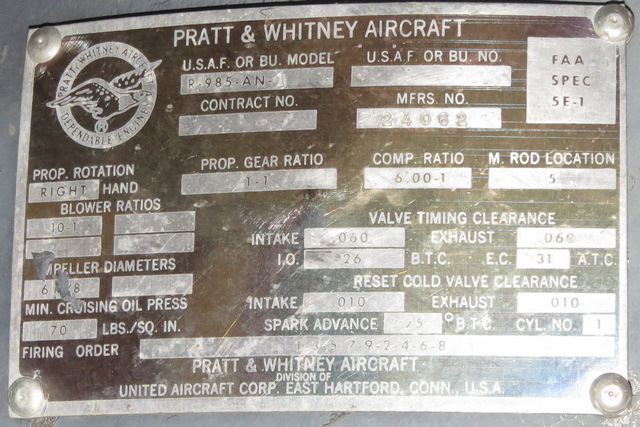 PRATT & WHITNEY AIRCRAFT
PRATT & WHITNEY AIRCRAFT
DEPENDABLE ENGINES
U.S.A.F. OR BU. MODEL
U.S.A.F. OR BU. NO.
R-985-AN-
FAA
SPEC
5E-1
CONTRACT NO.
MFRS. NO.
24062
PROP. ROTATION
RIGHT HAND
PROP. GEAR RATIO
1-1
COMP. RATIO
6.00-1
M. ROD LOCATION
5
BLOWER RATIOS
10-1
VALVE TIMING CLEARANCE
INTAKE .060 EXHAUST .060
I.O. 26 B.T.C. E.C. 31 A.T.C.
DIAMETERS
RESET COLD VALVE CLEARANCE
MIN. CRUISING OIL PRESS
70 LBS/SQ. IN.
INTAKE .010 EXHAUST .010
SPARK ADVANCE ° B.T.C. CYL. NO. 1
FIRING ORDER 1-3-5-7-9-2-4-6-8
PRATT & WHITNEY AIRCRAFT
DIVISION OF
UNITED AIRCRAFT CORP. EAST HARTFORD, CONN., U.S.A.